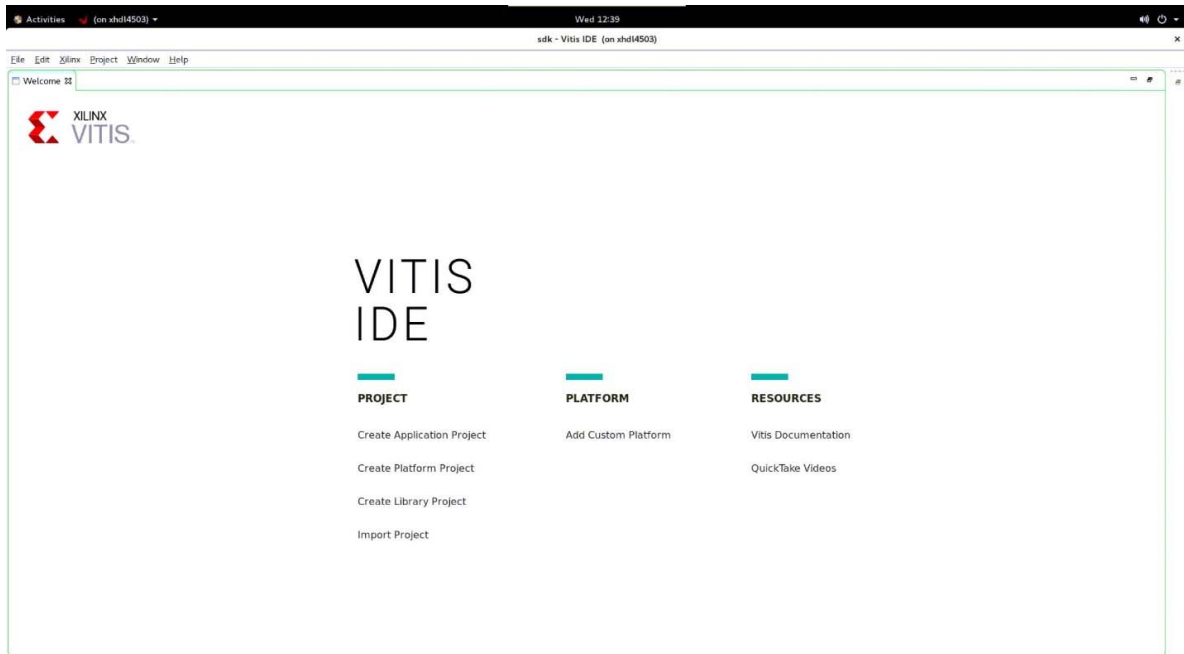 Activities (on xhdl4503) Wed 12:39
sdk - Vitis IDE (on xhdl4503)
File Edit Xilinx Project Window Help
Welcome
XILINX
VITIS
VITIS
IDE
PROJECT PLATFORM RESOURCES
Create Application Project Add Custom Platform Vitis Documentation
Create Platform Project QuickTake Videos
Create Library Project
Import Project